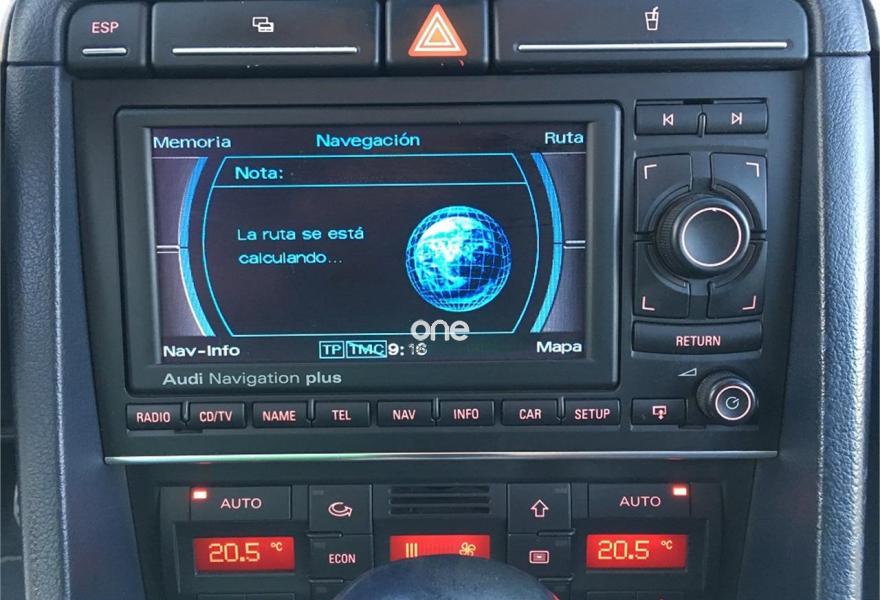 ESP
Memoria Navegación Ruta
Nota:
La ruta se está
calculando...
one
Nav-Info TP TMC 9:16 Mapa
RETURN
Audi Navigation plus
RADIO CD/TV NAME TEL NAV INFO CAR SETUP
AUTO AUTO
20.5 °C ECON 20.5 °C